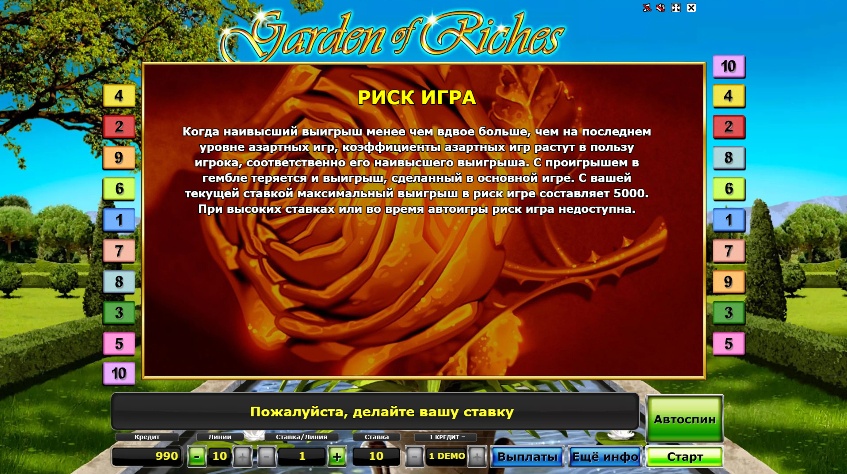 Garden of Riches
РИСК ИГРА
Когда наивысший выигрыш менее чем вдвое больше, чем на последнем
уровне азартных игр, коэффициенты азартных игр растут в пользу
игрока, соответственно его наивысшего выигрыша. С проигрышем в
гембле теряется и выигрыш, сделанный в основной игре. С вашей
текущей ставкой максимальный выигрыш в риск игре составляет 5000.
При высоких ставках или во время автоигры риск игра недоступна.
4
2
9
6
1
7
8
3
5
10
10
4
2
8
6
1
7
9
3
5
Пожалуйста, делайте вашу ставку
Автоспин
Кредит Линии Ставка/Линия Ставка 1 КРЕДИТ =
990 - 10 + - 1 + 10 - 1 DEMO + Выплаты Ещё инфо Старт